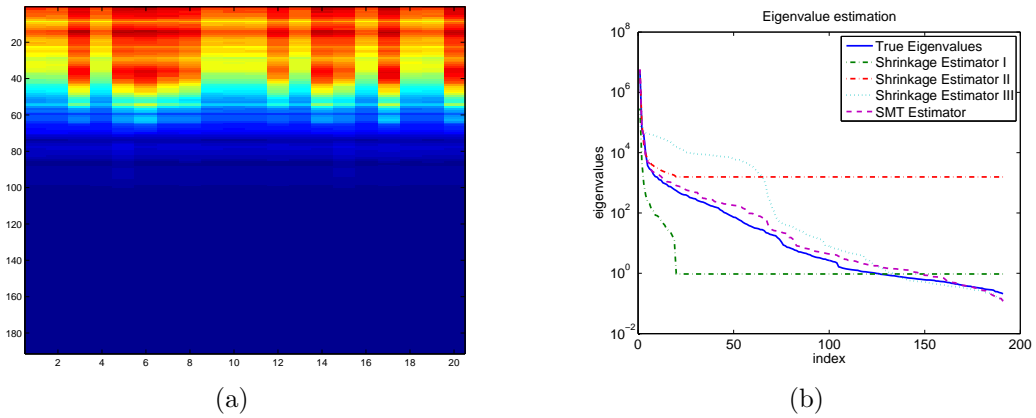 20
40
60
80
100
120
140
160
180
2 4 6 8 10 12 14 16 18 20
(a)
Eigenvalue estimation
10^8
10^6
10^4
10^2
10^0
10^-2
eigenvalues
True Eigenvalues
Shrinkage Estimator I
Shrinkage Estimator II
Shrinkage Estimator III
SMT Estimator
0 50 100 150 200
index
(b)